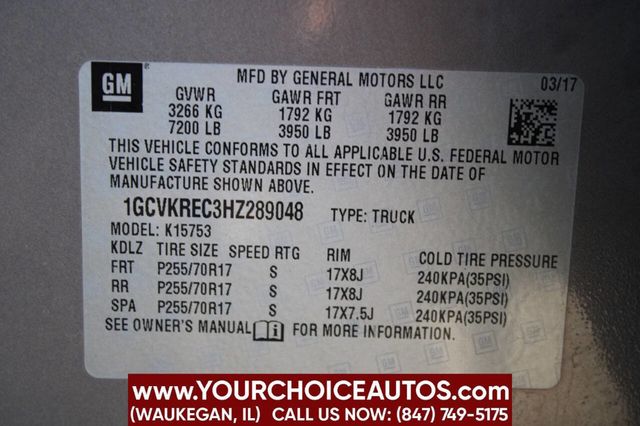 GM
MFD BY GENERAL MOTORS LLC 03/17
GVWR GAWR FRT GAWR RR
3266 KG 1792 KG 1792 KG
7200 LB 3950 LB 3950 LB
THIS VEHICLE CONFORMS TO ALL APPLICABLE U.S. FEDERAL MOTOR
VEHICLE SAFETY STANDARDS IN EFFECT ON THE DATE OF
MANUFACTURE SHOWN ABOVE.
1GCVKREC3HZ289048 TYPE: TRUCK
MODEL: K15753
KDLZ TIRE SIZE SPEED RTG RIM COLD TIRE PRESSURE
FRT P255/70R17 S 17X8J 240KPA(35PSI)
RR P255/70R17 S 17X8J 240KPA(35PSI)
SPA P255/70R17 S 17X7.5J 240KPA(35PSI)
SEE OWNER'S MANUAL FOR MORE INFORMATION.
WWW.YOURCHOICEAUTOS.COM
(WAUKEGAN, IL) CALL US NOW: (847) 749-5175